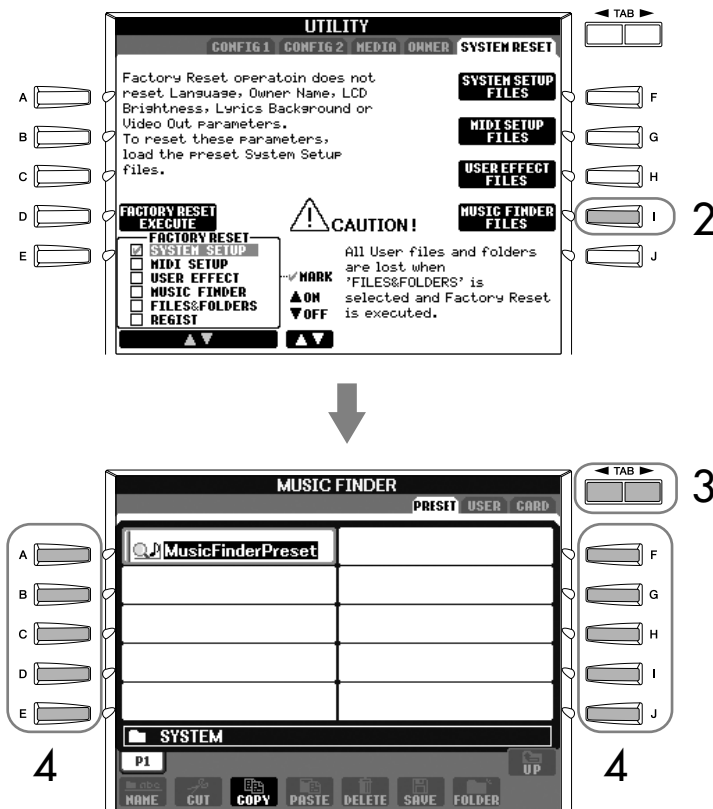 UTILITY
◀ TAB ▶
CONFIG 1 CONFIG 2 MEDIA OWNER SYSTEM RESET
Factory Reset operatoin does not
reset Language, Owner Name, LCD
Brightness, Lyrics Background or
Video Out parameters.
To reset these parameters,
load the preset System Setup
files.
SYSTEM SETUP
FILES
MIDI SETUP
FILES
USER EFFECT
FILES
MUSIC FINDER
FILES
A
B
C
D
E
F
G
H
I
J
2
FACTORY RESET
EXECUTE
FACTORY RESET
SYSTEM SETUP
MIDI SETUP
USER EFFECT
MUSIC FINDER
FILES&FOLDERS
REGIST
MARK
▲ON
▼OFF
CAUTION!
All User files and folders
are lost when
'FILES&FOLDERS' is
selected and Factory Reset
is executed.
▲▼
▲▼
MUSIC FINDER
◀ TAB ▶
3
PRESET USER CARD
MusicFinderPreset
A
B
C
D
E
F
G
H
I
J
4
4
SYSTEM
P1
UP
NAME CUT COPY PASTE DELETE SAVE FOLDER